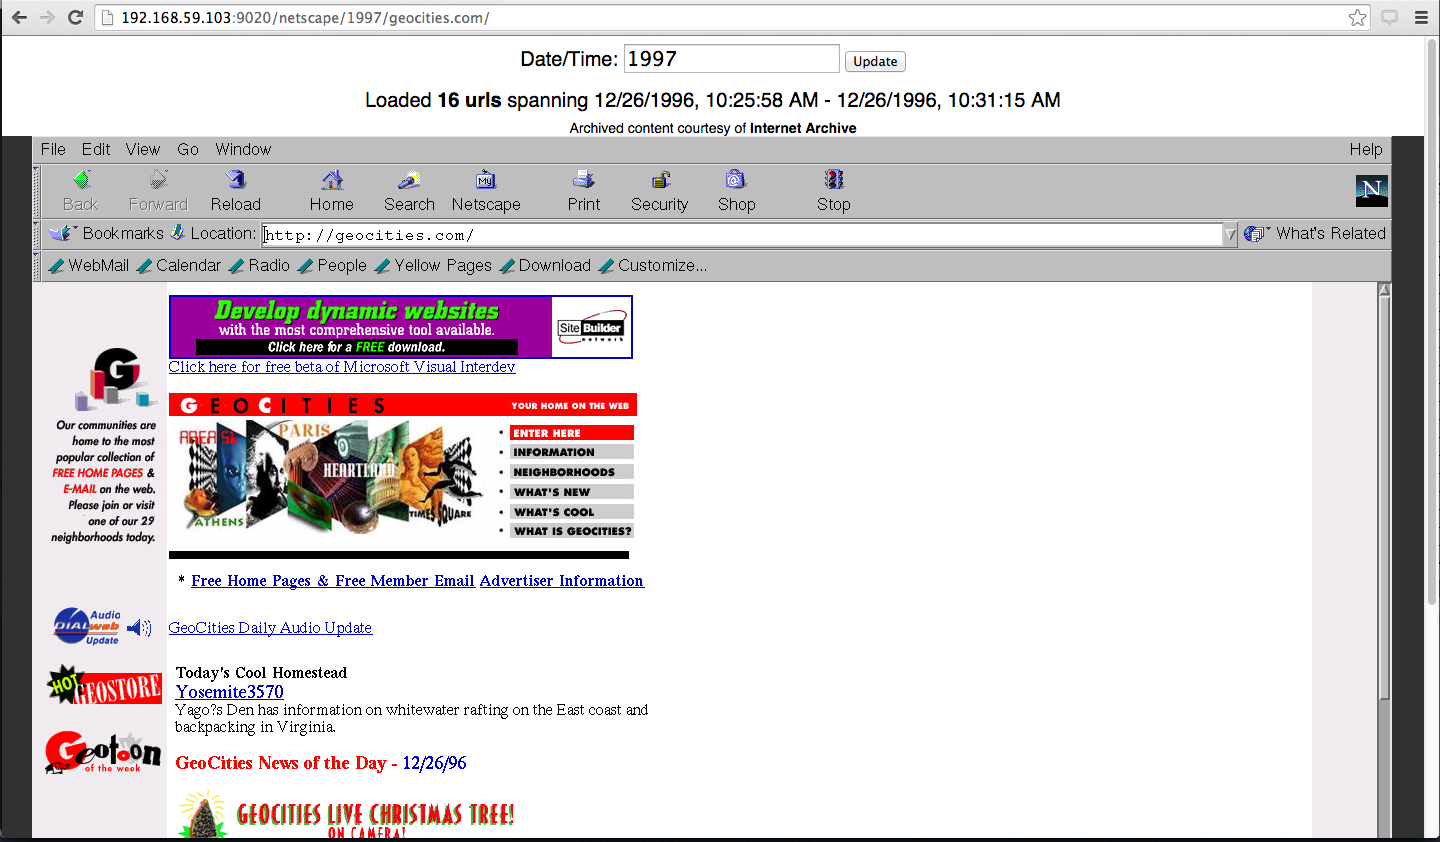 192.168.59.103:9020/netscape/1997/geocities.com/
Date/Time: 1997 Update
Loaded 16 urls spanning 12/26/1996, 10:25:58 AM - 12/26/1996, 10:31:15 AM
Archived content courtesy of Internet Archive
File Edit View Go Window Help
Back Forward Reload Home Search Netscape Print Security Shop Stop
My
N
Bookmarks Location: http://geocities.com/ What's Related
WebMail Calendar Radio People Yellow Pages Download Customize...
Develop dynamic websites
with the most comprehensive tool available.
Click here for a FREE download.
Site Builder
network
Click here for free beta of Microsoft Visual Interdev
G
Our communities are
home to the most
popular collection of
FREE HOME PAGES &
E-MAIL on the web.
Please join or visit
one of our 29
neighborhoods today.
GEOCITIES YOUR HOME ON THE WEB
AREA 51
PARIS
HEARTLAND
ATHENS
TIMES SQUARE
• ENTER HERE
• INFORMATION
• NEIGHBORHOODS
• WHAT'S NEW
• WHAT'S COOL
• WHAT IS GEOCITIES?
* Free Home Pages & Free Member Email Advertiser Information
Audio
DIALweb
Update
GeoCities Daily Audio Update
HOT
GEOSTORE
Today's Cool Homestead
Yosemite3570
Yago?s Den has information on whitewater rafting on the East coast and
backpacking in Virginia.
Geotoon
of the week
GeoCities News of the Day - 12/26/96
GEOCITIES LIVE CHRISTMAS TREE!
ON CAMERA!